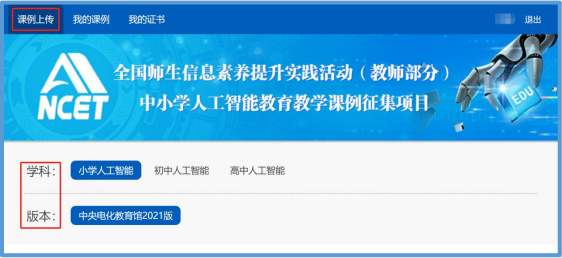 课例上传 我的课例 我的证书 退出
全国师生信息素养提升实践活动（教师部分）
NCET 中小学人工智能教育教学课例征集项目
EDU
学科： 小学人工智能 初中人工智能 高中人工智能
版本： 中央电化教育馆2021版